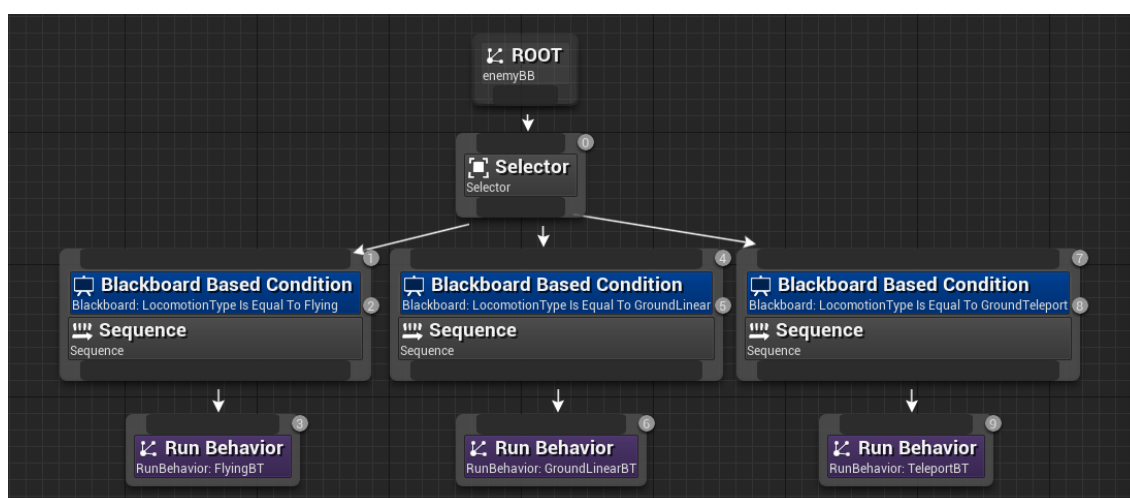 ROOT
enemyBB
0
Selector
Selector
1
Blackboard Based Condition
Blackboard: LocomotionType Is Equal To Flying
2
Sequence
Sequence
4
Blackboard Based Condition
Blackboard: LocomotionType Is Equal To GroundLinear
5
Sequence
Sequence
7
Blackboard Based Condition
Blackboard: LocomotionType Is Equal To GroundTeleport
8
Sequence
Sequence
3
Run Behavior
RunBehavior: FlyingBT
6
Run Behavior
RunBehavior: GroundLinearBT
9
Run Behavior
RunBehavior: TeleportBT